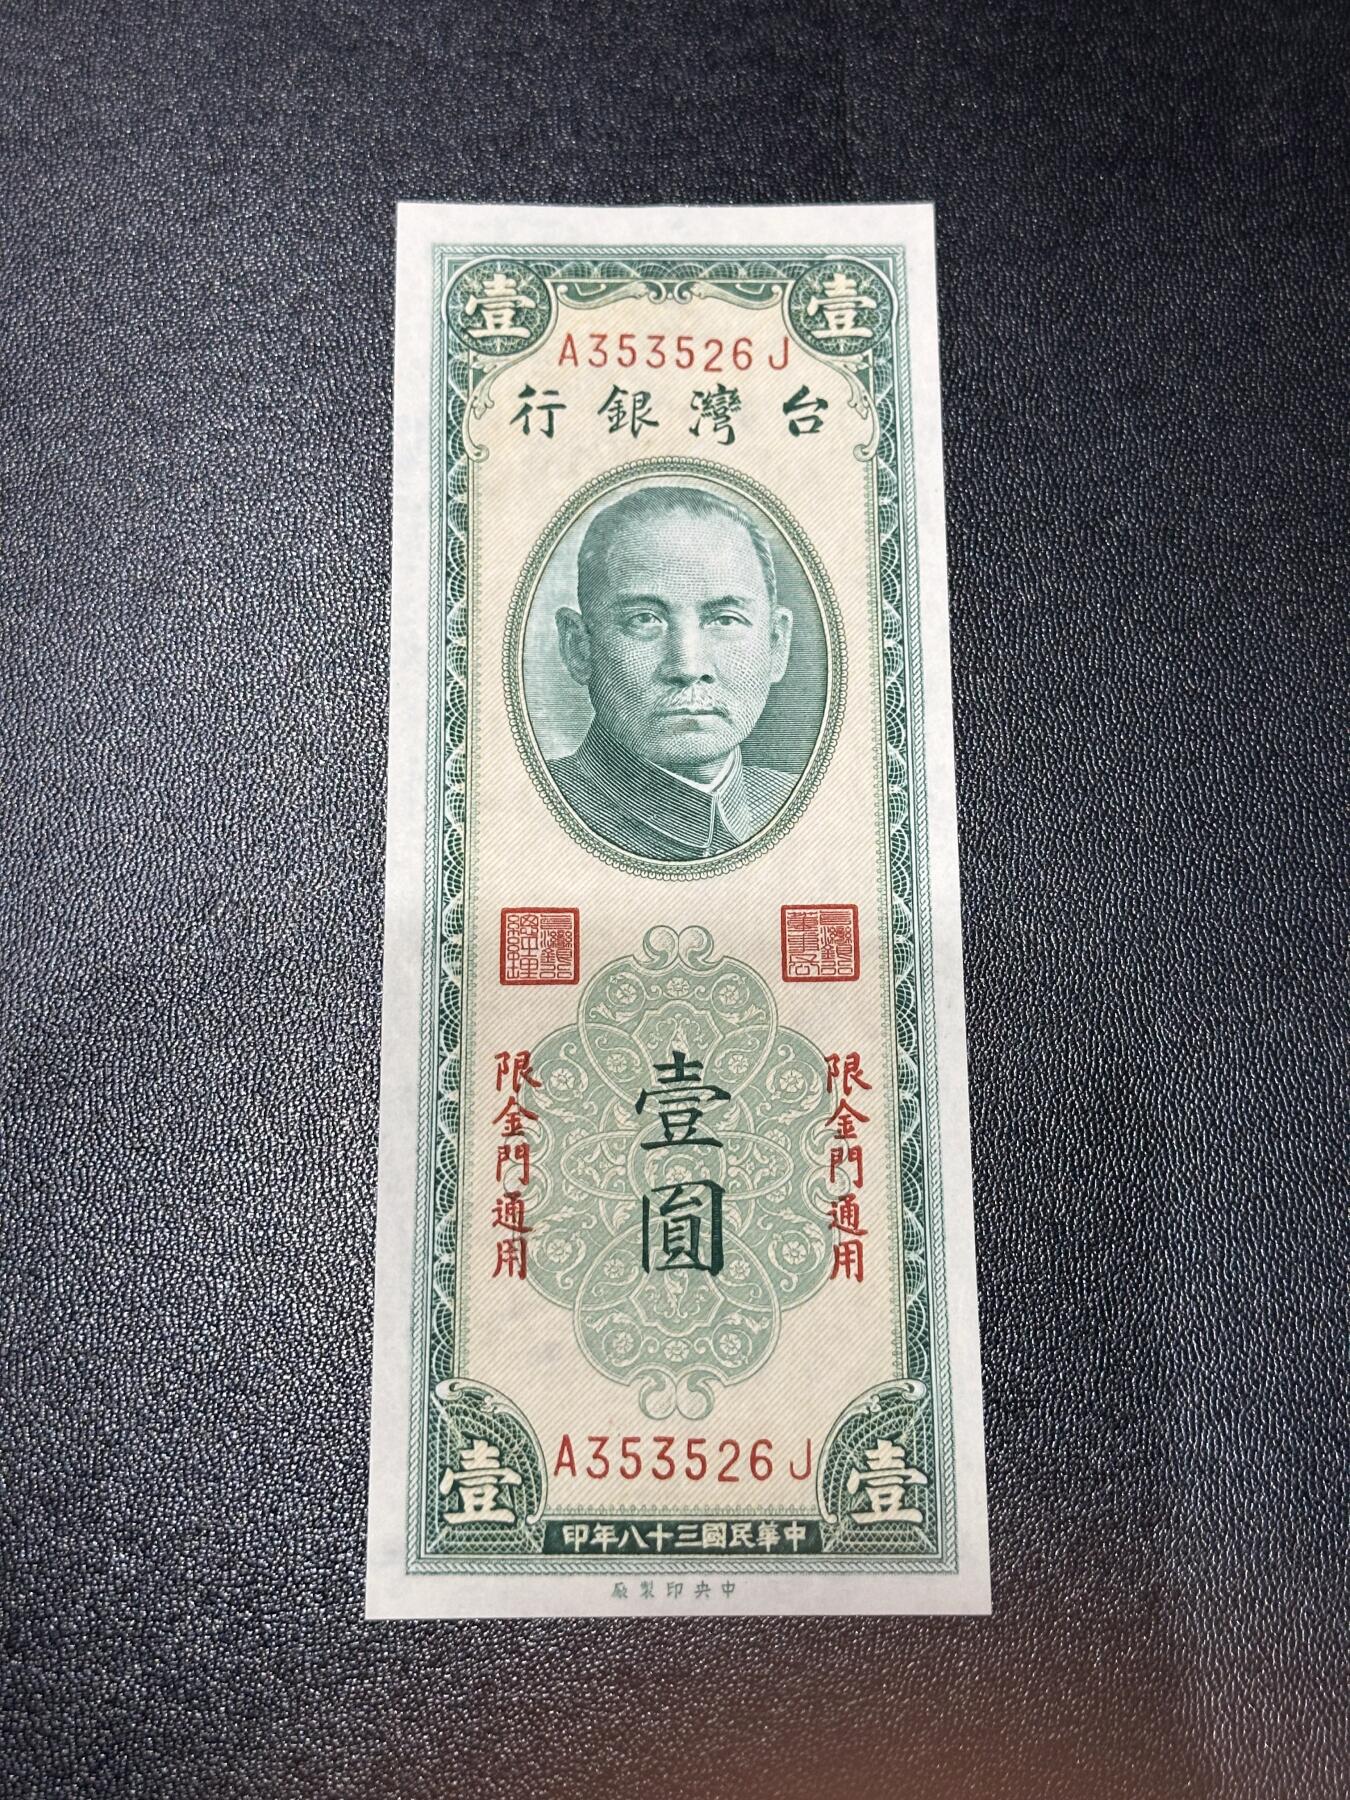 壹 壹
A353526J
台灣銀行
限金門通用
壹圓
限金門通用
A353526J
壹 壹
中華民國三十八年印
中央印製廠